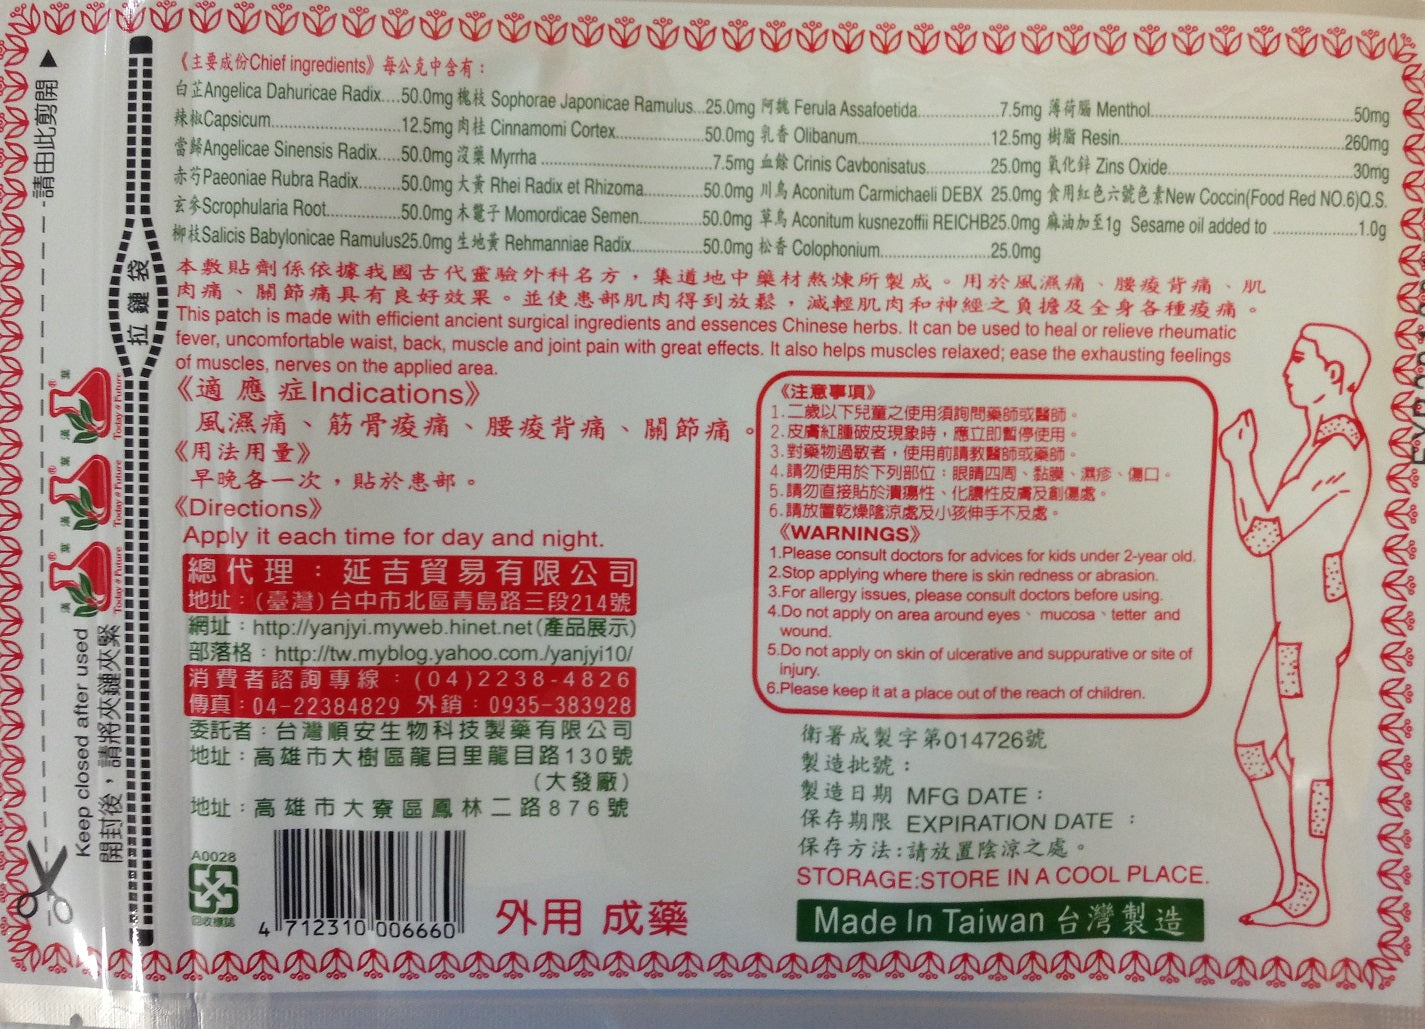 《主要成份Chief ingredients》每公克中含有：
白芷Angelica Dahuricae Radix....50.0mg 槐枝 Sophorae Japonicae Ramulus...25.0mg 阿魏 Ferula Assafoetida..............7.5mg 薄荷腦 Menthol..............50mg
辣椒Capsicum..............12.5mg 肉桂 Cinnamomi Cortex..............50.0mg 乳香 Olibanum..............12.5mg 樹脂 Resin..............260mg
當歸Angelicae Sinensis Radix.....50.0mg 沒藥 Myrrha ..............7.5mg 血餘 Crinis Cavbonisatus..............25.0mg 氧化鋅 Zins Oxide..............30mg
赤芍Paeoniae Rubra Radix........50.0mg 大黃 Rhei Radix et Rhizoma..............50.0mg 川烏 Aconitum Carmichaeli DEBX 25.0mg 食用紅色六號色素New Coccin(Food Red NO.6)Q.S.
玄參Scrophularia Root..............50.0mg 木鼈子 Momordicae Semen..............50.0mg 草烏 Aconitum kusnezoffii REICHB25.0mg 麻油加至1g Sesame oil added to ..............1.0g
柳枝Salicis Babylonicae Ramulus25.0mg 生地黃 Rehmanniae Radix..............50.0mg 松香 Colophonium..............25.0mg
本敷貼劑係依據我國古代靈驗外科名方，集道地中藥材熬煉所製成。用於風濕痛、腰痠背痛、肌
肉痛、關節痛具有良好效果。並使患部肌肉得到放鬆，減輕肌肉和神經之負擔及全身各種痠痛。
This patch is made with efficient ancient surgical ingredients and essences Chinese herbs. It can be used to heal or relieve rheumatic
fever, uncomfortable waist, back, muscle and joint pain with great effects. It also helps muscles relaxed; ease the exhausting feelings
of muscles, nerves on the applied area.
《適應症Indications》
風濕痛、筋骨痠痛、腰痠背痛、關節痛。
《用法用量》
早晚各一次，貼於患部。
《Directions》
Apply it each time for day and night.
總代理：延吉貿易有限公司
地址：(臺灣)台中市北區青島路三段214號
網址：http://yanjyi.myweb.hinet.net(產品展示)
部落格：http://tw.myblog.yahoo.com./yanjyi10/
消費者諮詢專線：(04)2238-4826
傳真：04-22384829 外銷：0935-383928
委託者：台灣順安生物科技製藥有限公司
地址：高雄市大樹區龍目里龍目路130號
(大發廠)
地址：高雄市大寮區鳳林二路876號
A0028
回收標誌
4 712310 006660
外用 成藥
《注意事項》
1.二歲以下兒童之使用須詢問藥師或醫師。
2.皮膚紅腫破皮現象時，應立即暫停使用。
3.對藥物過敏者，使用前請教醫師或藥師。
4.請勿使用於下列部位：眼睛四周、黏膜、濕疹、傷口。
5.請勿直接貼於潰瘍性、化膿性皮膚及創傷處。
6.請放置乾燥陰涼處及小孩伸手不及處。
《WARNINGS》
1.Please consult doctors for advices for kids under 2-year old.
2.Stop applying where there is skin redness or abrasion.
3.For allergy issues, please consult doctors before using.
4.Do not apply on area around eyes、mucosa、tetter and
wound.
5.Do not apply on skin of ulcerative and suppurative or site of
injury.
6.Please keep it at a place out of the reach of children.
衛署成製字第014726號
製造批號：
製造日期 MFG DATE：
保存期限 EXPIRATION DATE：
保存方法:請放置陰涼之處。
STORAGE:STORE IN A COOL PLACE.
Made In Taiwan 台灣製造
請由此剪開
拉鏈袋
Today & Future
Today & Future
Today & Future
Keep closed after used
開封後，請將夾鏈夾緊